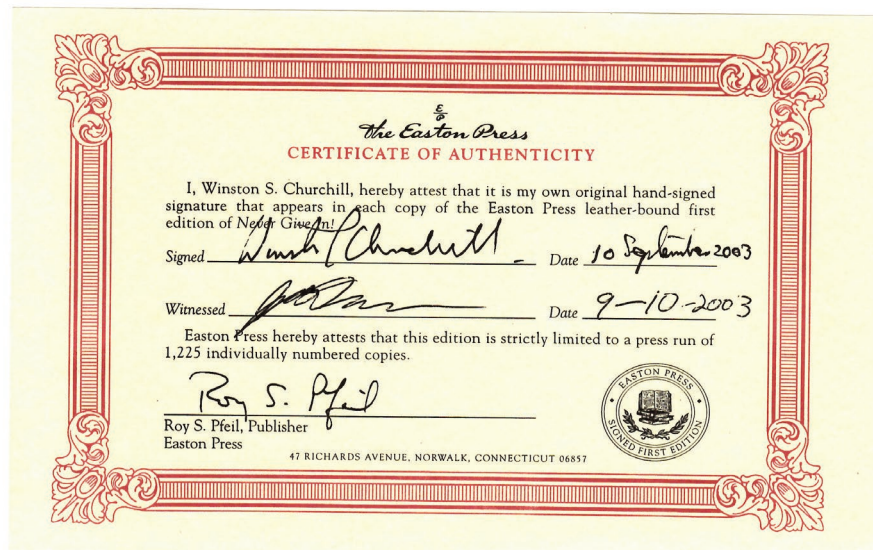 E
P
the Easton Press
CERTIFICATE OF AUTHENTICITY
I, Winston S. Churchill, hereby attest that it is my own original hand-signed
signature that appears in each copy of the Easton Press leather-bound first
edition of Never Give In!
Signed Winston S Churchill Date 10 September 2003
Witnessed Date 9-10-2003
Easton Press hereby attests that this edition is strictly limited to a press run of
1,225 individually numbered copies.
Roy S. Pfeil
Roy S. Pfeil, Publisher
Easton Press
EASTON PRESS
SIGNED FIRST EDITION
47 RICHARDS AVENUE, NORWALK, CONNECTICUT 06857